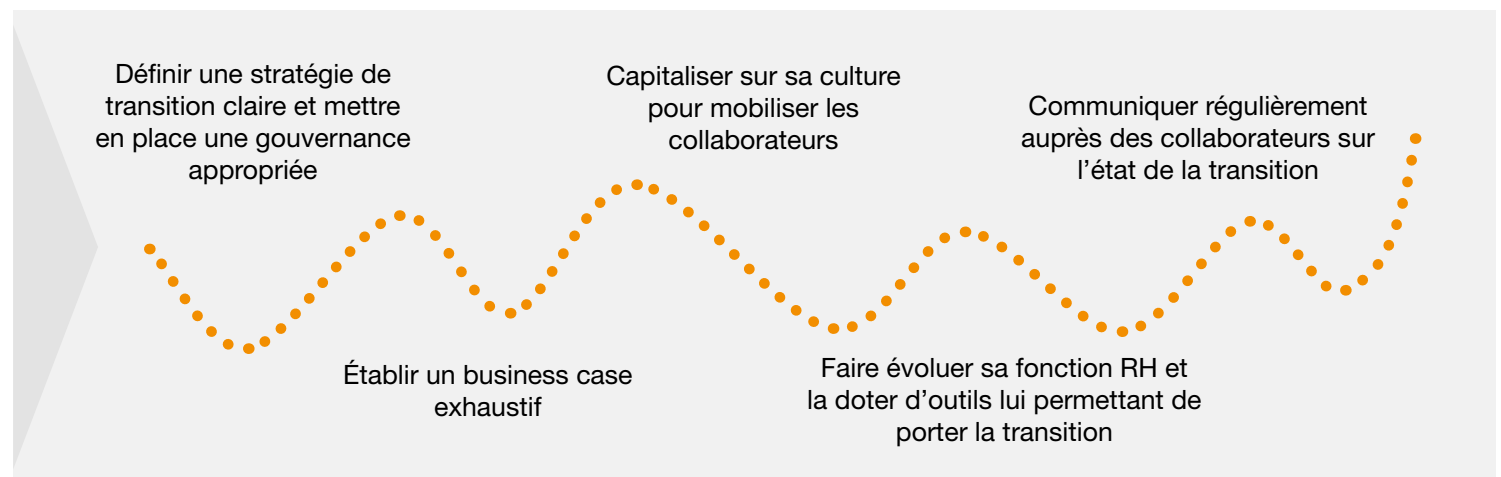 Définir une stratégie de
transition claire et mettre
en place une gouvernance
appropriée
Établir un business case
exhaustif
Capitaliser sur sa culture
pour mobiliser les
collaborateurs
Faire évoluer sa fonction RH et
la doter d’outils lui permettant de
porter la transition
Communiquer régulièrement
auprès des collaborateurs sur
l’état de la transition